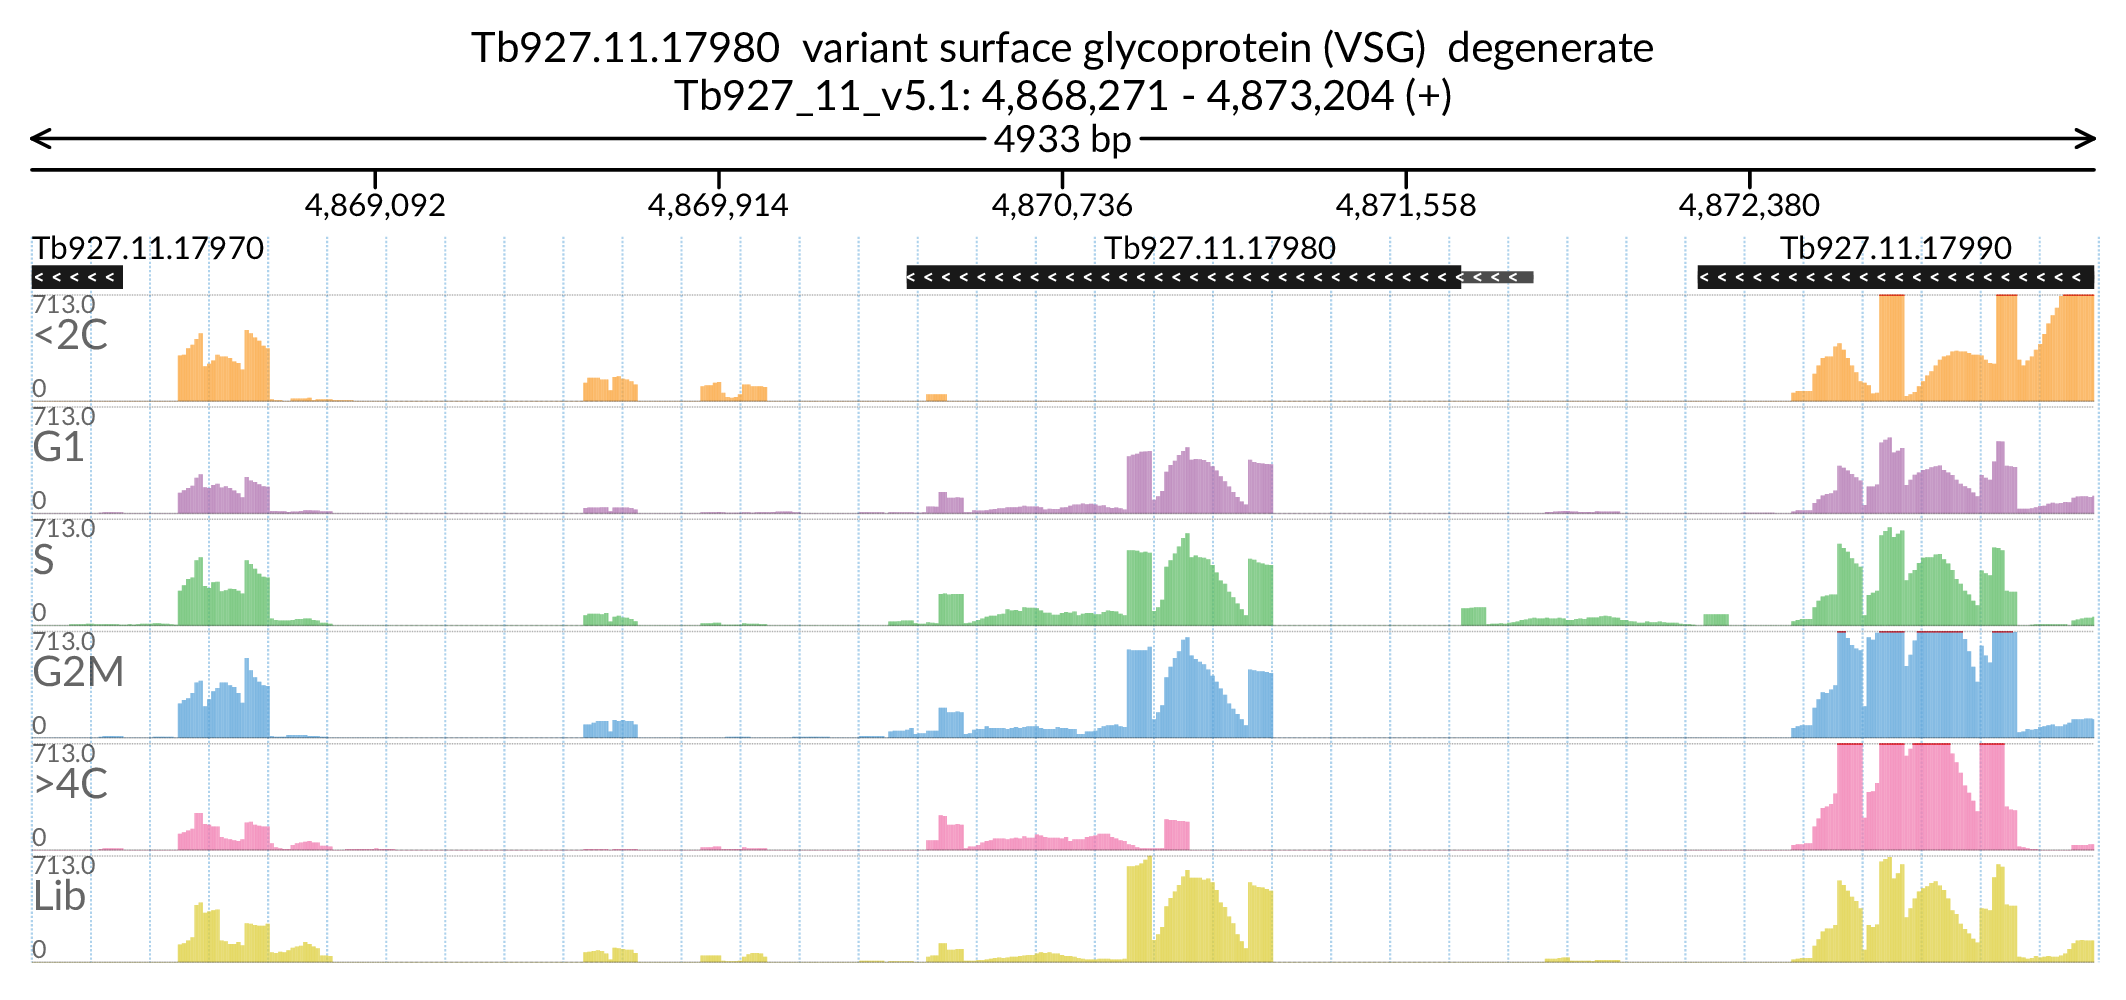 Tb927.11.17980 variant surface glycoprotein (VSG) degenerate
Tb927_11_v5.1: 4,868,271 - 4,873,204 (+)
4933 bp
4,869,092 4,869,914 4,870,736 4,871,558 4,872,380
Tb927.11.17970 Tb927.11.17980 Tb927.11.17990
713.0
<2C
0
713.0
G1
0
713.0
S
0
713.0
G2M
0
713.0
>4C
0
713.0
Lib
0